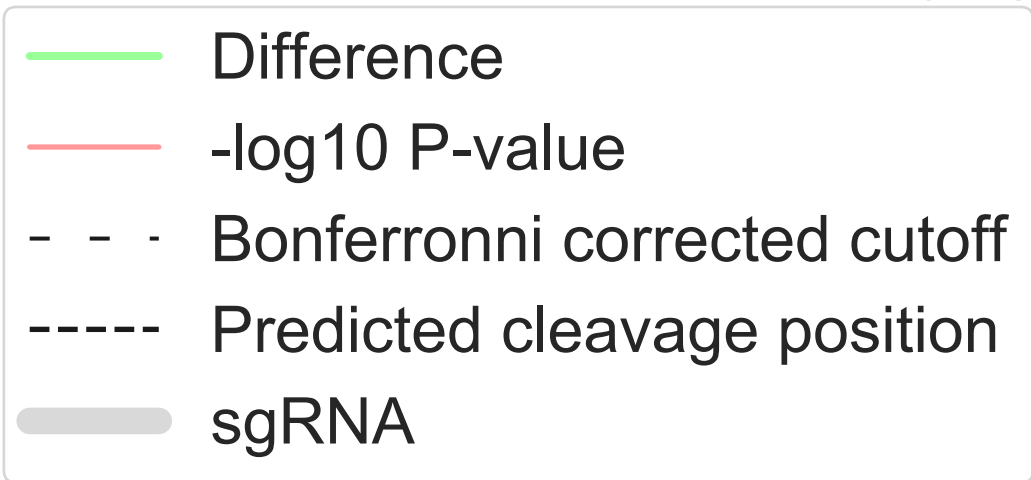 Difference
-log10 P-value
Bonferronni corrected cutoff
Predicted cleavage position
sgRNA